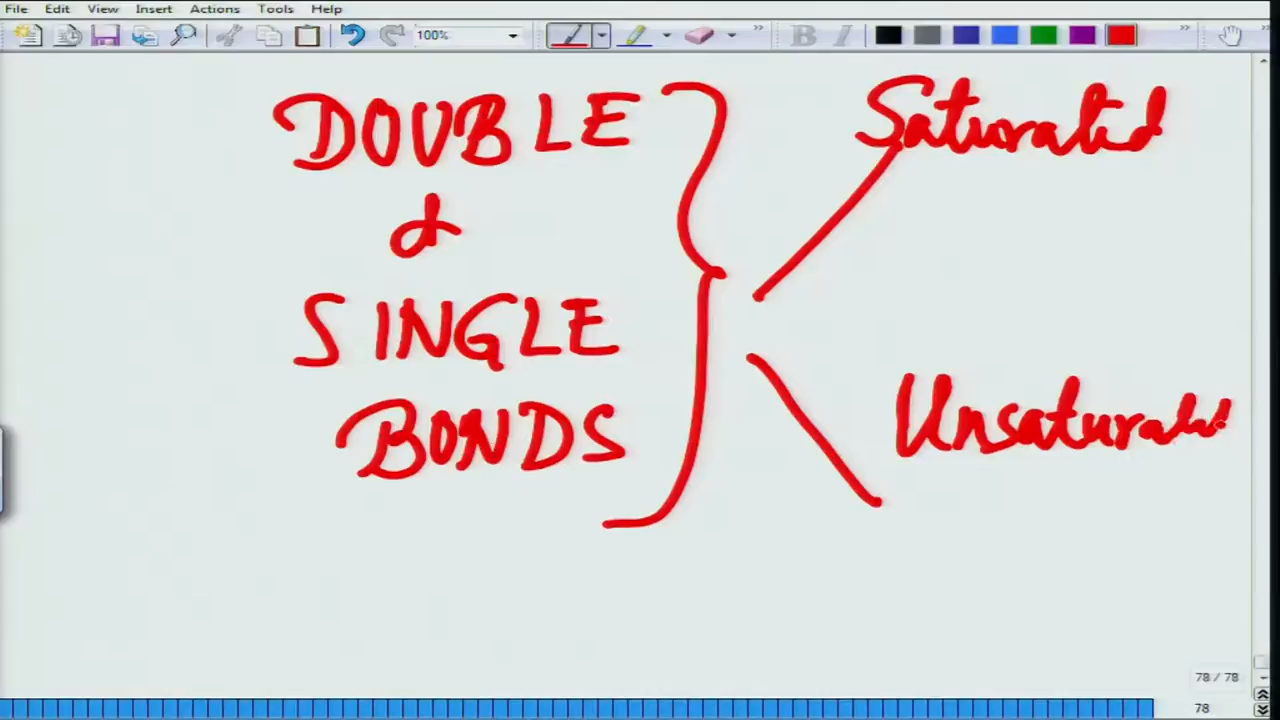 File Edit View Insert Actions Tools Help
100%
B I
DOUBLE
&
SINGLE
BONDS
Saturated
Unsaturated
78 / 78
78